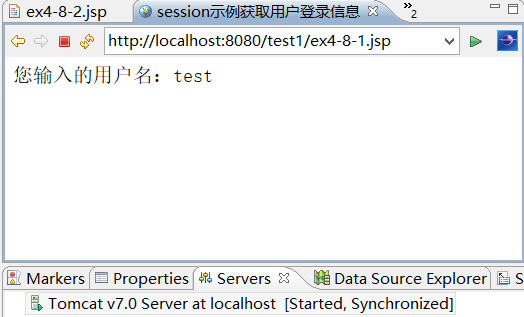 ex4-8-2.jsp session示例获取用户登录信息 »2
http://localhost:8080/test1/ex4-8-1.jsp
您输入的用户名：test
Markers Properties Servers Data Source Explorer S
Tomcat v7.0 Server at localhost [Started, Synchronized]